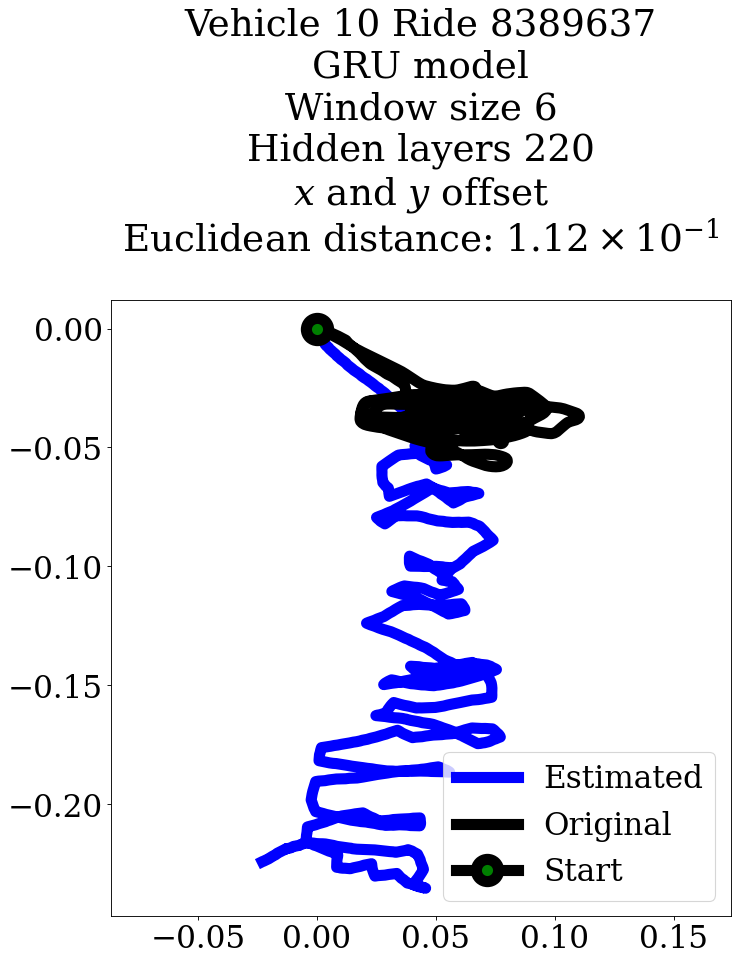 Vehicle 10 Ride 8389637
GRU model
Window size 6
Hidden layers 220
x and y offset
Euclidean distance: 1.12 × 10⁻¹
0.00
−0.05
−0.10
−0.15
−0.20
Estimated
Original
Start
−0.05 0.00 0.05 0.10 0.15